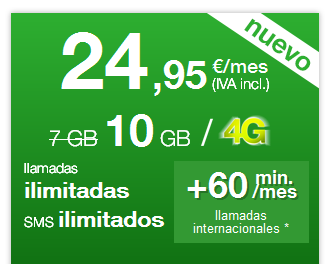 nuevo
24,95 €/mes
(IVA incl.)
7 GB 10 GB / 4G
llamadas
ilimitadas
SMS ilimitados
+60 min.
/mes
llamadas
internacionales *